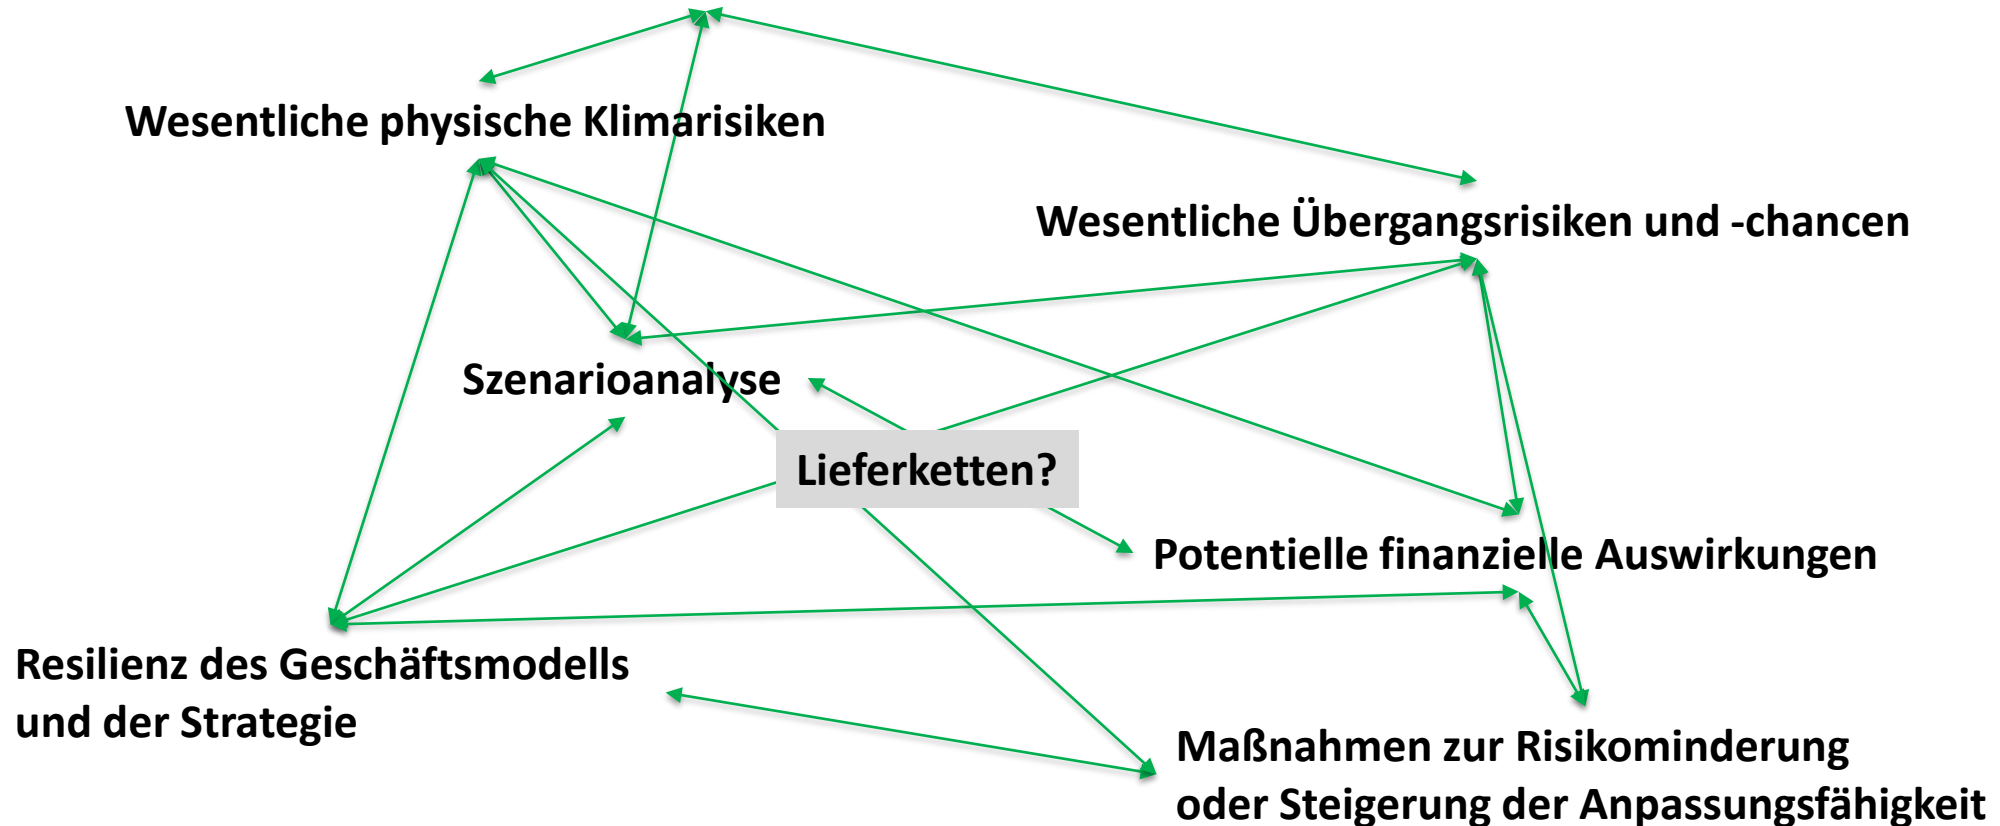 Wesentliche physische Klimarisiken
Wesentliche Übergangsrisiken und -chancen
Szenarioanalyse
Lieferketten?
Potentielle finanzielle Auswirkungen
Resilienz des Geschäftsmodells
und der Strategie
Maßnahmen zur Risikominderung
oder Steigerung der Anpassungsfähigkeit